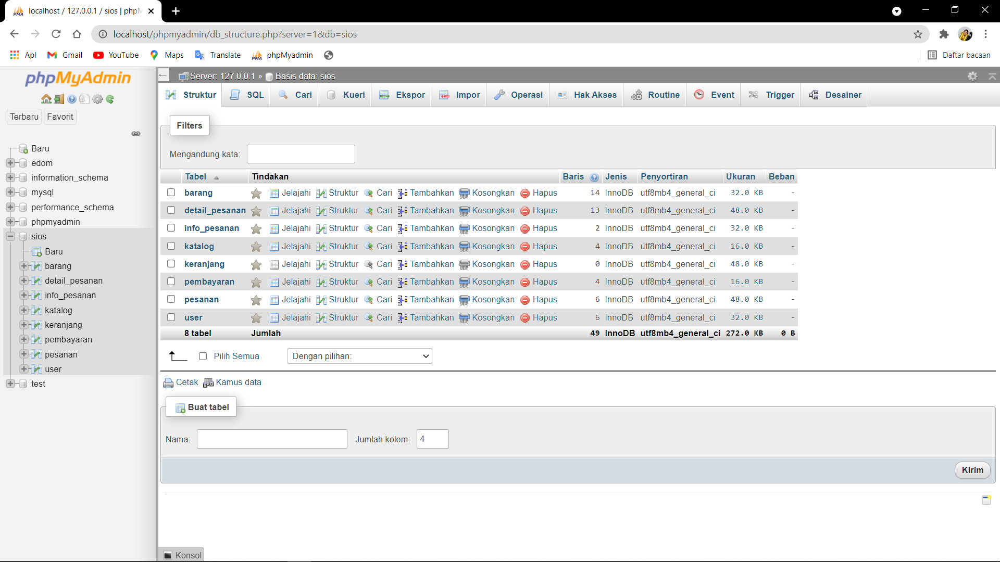 localhost / 127.0.0.1 / sios | phpM
localhost/phpmyadmin/db_structure.php?server=1&db=sios
Apl Gmail YouTube Maps Translate phpMyadmin Daftar bacaan
phpMyAdmin
Terbaru Favorit
Baru
edom
information_schema
mysql
performance_schema
phpmyadmin
sios
Baru
barang
detail_pesanan
info_pesanan
katalog
keranjang
pembayaran
pesanan
user
test
Server: 127.0.0.1 » Basis data: sios
Struktur SQL Cari Kueri Ekspor Impor Operasi Hak Akses Routine Event Trigger Desainer
Filters
Mengandung kata:
Tabel Tindakan Baris Jenis Penyortiran Ukuran Beban
barang Jelajahi Struktur Cari Tambahkan Kosongkan Hapus 14 InnoDB utf8mb4_general_ci 32.0 KB -
detail_pesanan Jelajahi Struktur Cari Tambahkan Kosongkan Hapus 13 InnoDB utf8mb4_general_ci 48.0 KB -
info_pesanan Jelajahi Struktur Cari Tambahkan Kosongkan Hapus 2 InnoDB utf8mb4_general_ci 32.0 KB -
katalog Jelajahi Struktur Cari Tambahkan Kosongkan Hapus 4 InnoDB utf8mb4_general_ci 16.0 KB -
keranjang Jelajahi Struktur Cari Tambahkan Kosongkan Hapus 0 InnoDB utf8mb4_general_ci 48.0 KB -
pembayaran Jelajahi Struktur Cari Tambahkan Kosongkan Hapus 4 InnoDB utf8mb4_general_ci 16.0 KB -
pesanan Jelajahi Struktur Cari Tambahkan Kosongkan Hapus 6 InnoDB utf8mb4_general_ci 48.0 KB -
user Jelajahi Struktur Cari Tambahkan Kosongkan Hapus 6 InnoDB utf8mb4_general_ci 32.0 KB -
8 tabel Jumlah 49 InnoDB utf8mb4_general_ci 272.0 KB 0 B
Pilih Semua Dengan pilihan:
Cetak Kamus data
Buat tabel
Nama: Jumlah kolom: 4
Kirim
Konsol